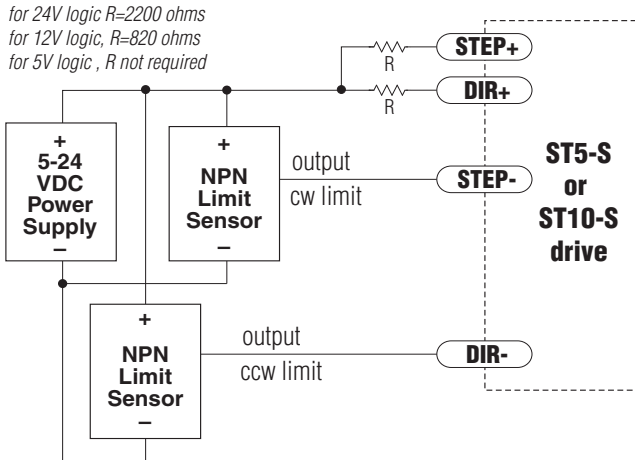 for 24V logic R=2200 ohms
for 12V logic, R=820 ohms
for 5V logic , R not required
STEP+
R
DIR+
R
+
5-24
VDC
Power
Supply
–
+
NPN
Limit
Sensor
–
output
cw limit
STEP-
ST5-S
or
ST10-S
drive
+
NPN
Limit
Sensor
–
output
ccw limit
DIR-